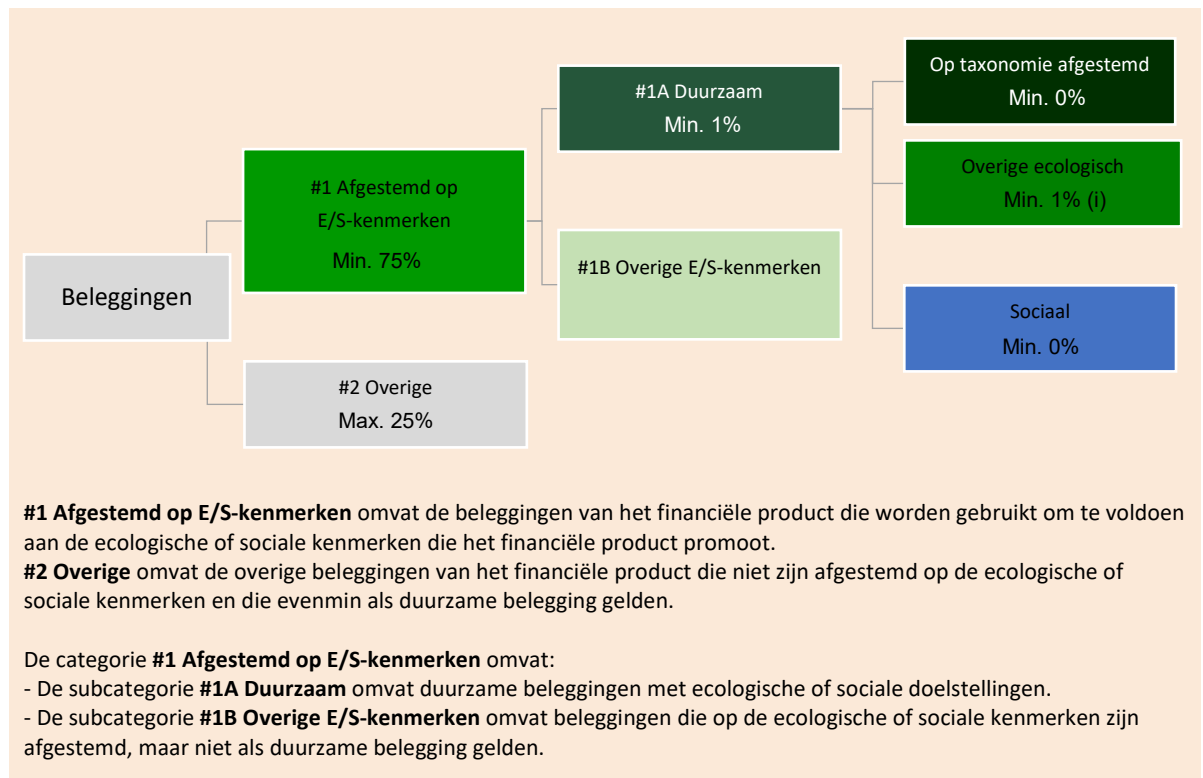 Beleggingen
#1 Afgestemd op
E/S-kenmerken
Min. 75%
#2 Overige
Max. 25%
#1A Duurzaam
Min. 1%
#1B Overige E/S-kenmerken
Op taxonomie afgestemd
Min. 0%
Overige ecologisch
Min. 1% (i)
Sociaal
Min. 0%
#1 Afgestemd op E/S-kenmerken omvat de beleggingen van het financiële product die worden gebruikt om te voldoen
aan de ecologische of sociale kenmerken die het financiële product promoot.
#2 Overige omvat de overige beleggingen van het financiële product die niet zijn afgestemd op de ecologische of
sociale kenmerken en die evenmin als duurzame belegging gelden.
De categorie #1 Afgestemd op E/S-kenmerken omvat:
- De subcategorie #1A Duurzaam omvat duurzame beleggingen met ecologische of sociale doelstellingen.
- De subcategorie #1B Overige E/S-kenmerken omvat beleggingen die op de ecologische of sociale kenmerken zijn
afgestemd, maar niet als duurzame belegging gelden.